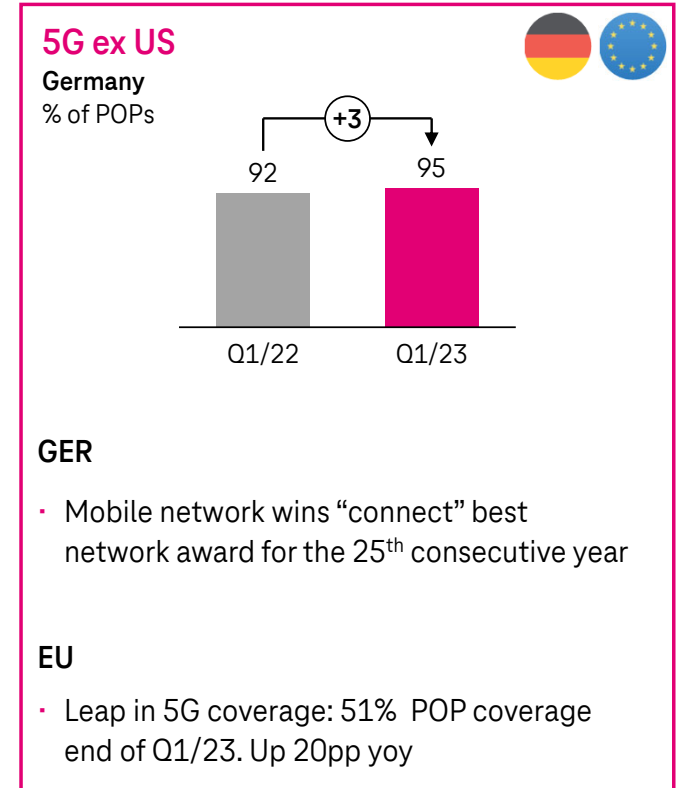 5G ex US
Germany
% of POPs
+3
92
95
Q1/22
Q1/23
GER
· Mobile network wins “connect” best
network award for the 25th consecutive year
EU
· Leap in 5G coverage: 51% POP coverage
end of Q1/23. Up 20pp yoy